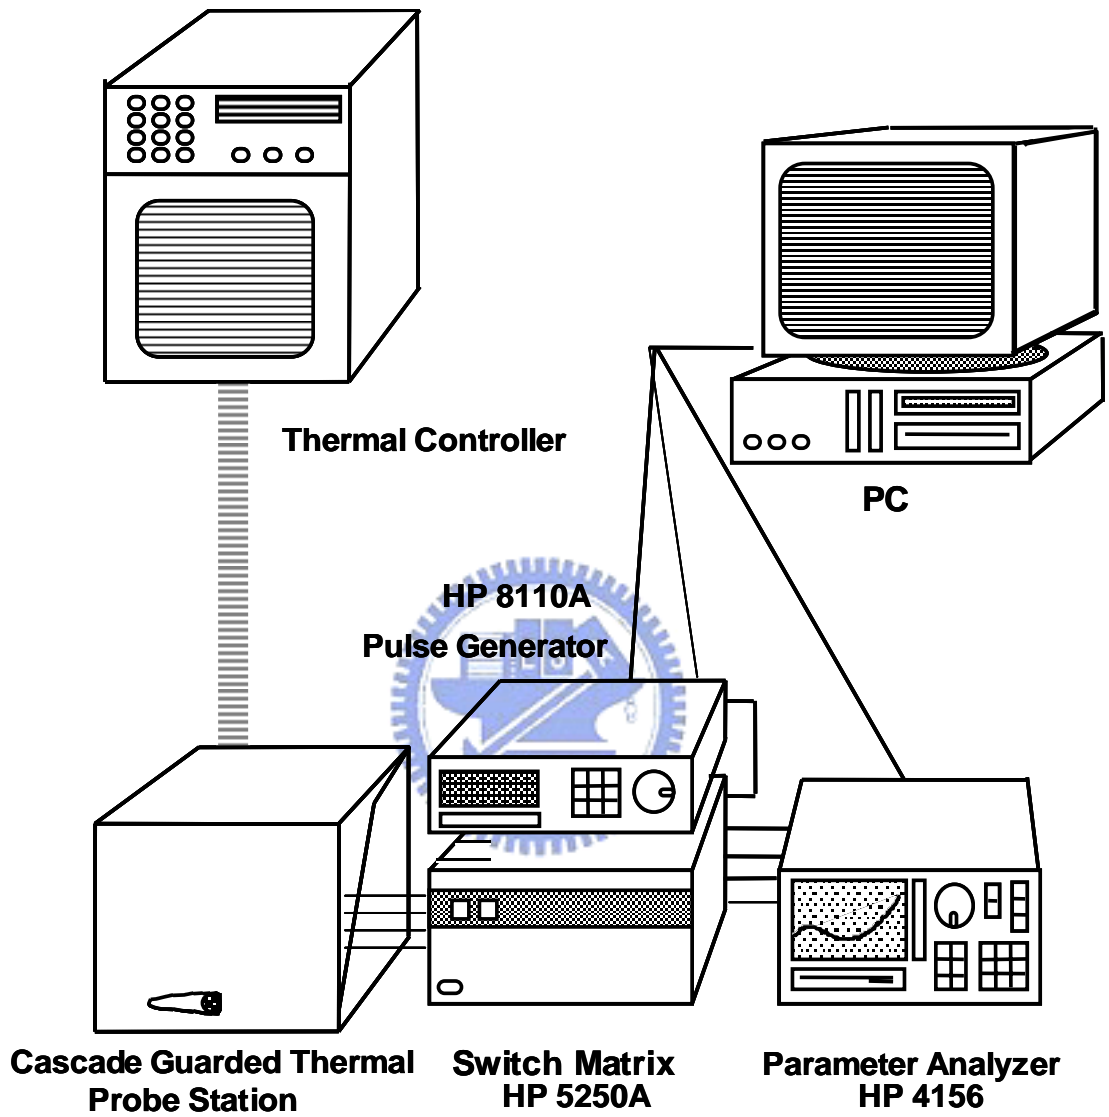 Thermal Controller
PC
HP 8110A
Pulse Generator
Cascade Guarded Thermal
Probe Station
Switch Matrix
HP 5250A
Parameter Analyzer
HP 4156